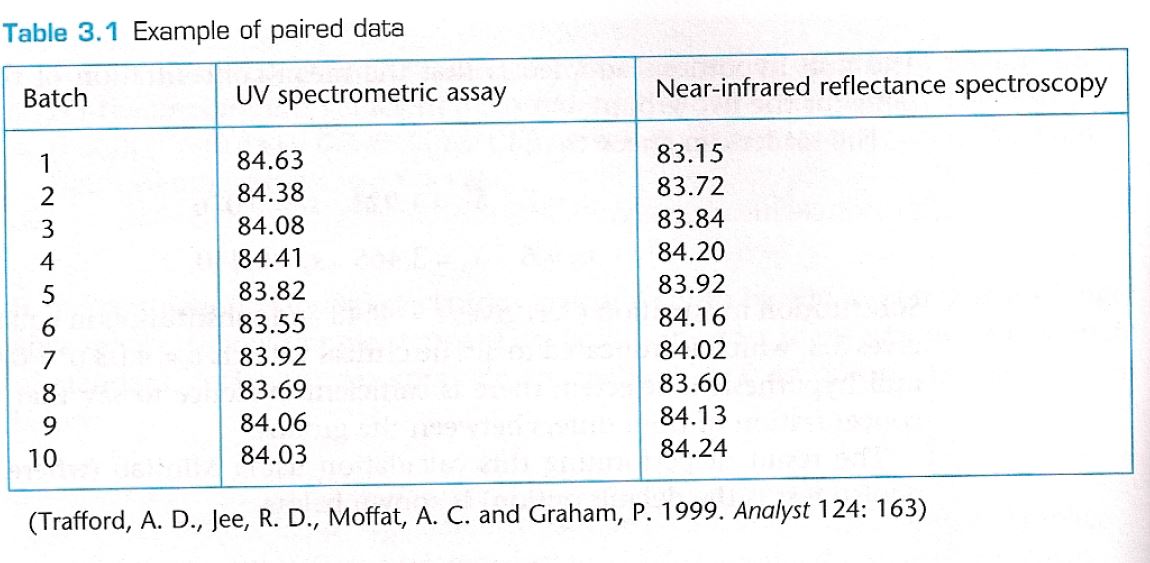 Table 3.1 Example of paired data
Batch UV spectrometric assay Near-infrared reflectance spectroscopy
1 84.63 83.15
2 84.38 83.72
3 84.08 83.84
4 84.41 84.20
5 83.82 83.92
6 83.55 84.16
7 83.92 84.02
8 83.69 83.60
9 84.06 84.13
10 84.03 84.24
(Trafford, A. D., Jee, R. D., Moffat, A. C. and Graham, P. 1999. Analyst 124: 163)